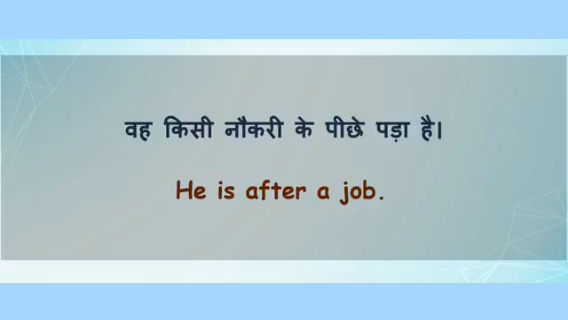 वह किसी नौकरी के पीछे पड़ा है।
He is after a job.